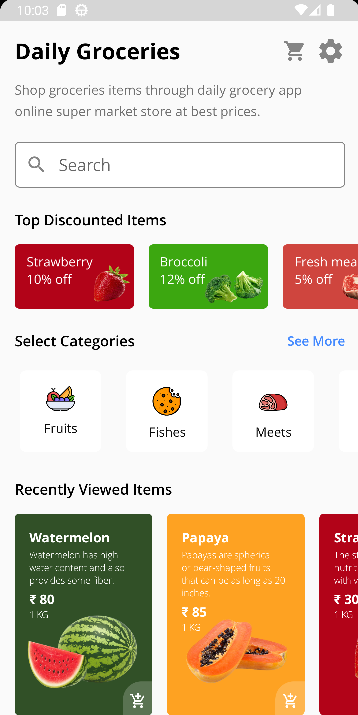 10:03
Daily Groceries
Shop groceries items through daily grocery app
online super market store at best prices.
Search
Top Discounted Items
Strawberry
10% off
Broccoli
12% off
Fresh mea
5% off
Select Categories
See More
Fruits
Fishes
Meets
Recently Viewed Items
Watermelon
Watermelon has high
water content and also
provides some fiber.
₹ 80
1 KG
Papaya
Papayas are spherical
or pear-shaped fruits
that can be as long as 20
inches.
₹ 85
1 KG
Stra
The st
nutrit
with v
₹ 30
1 KG